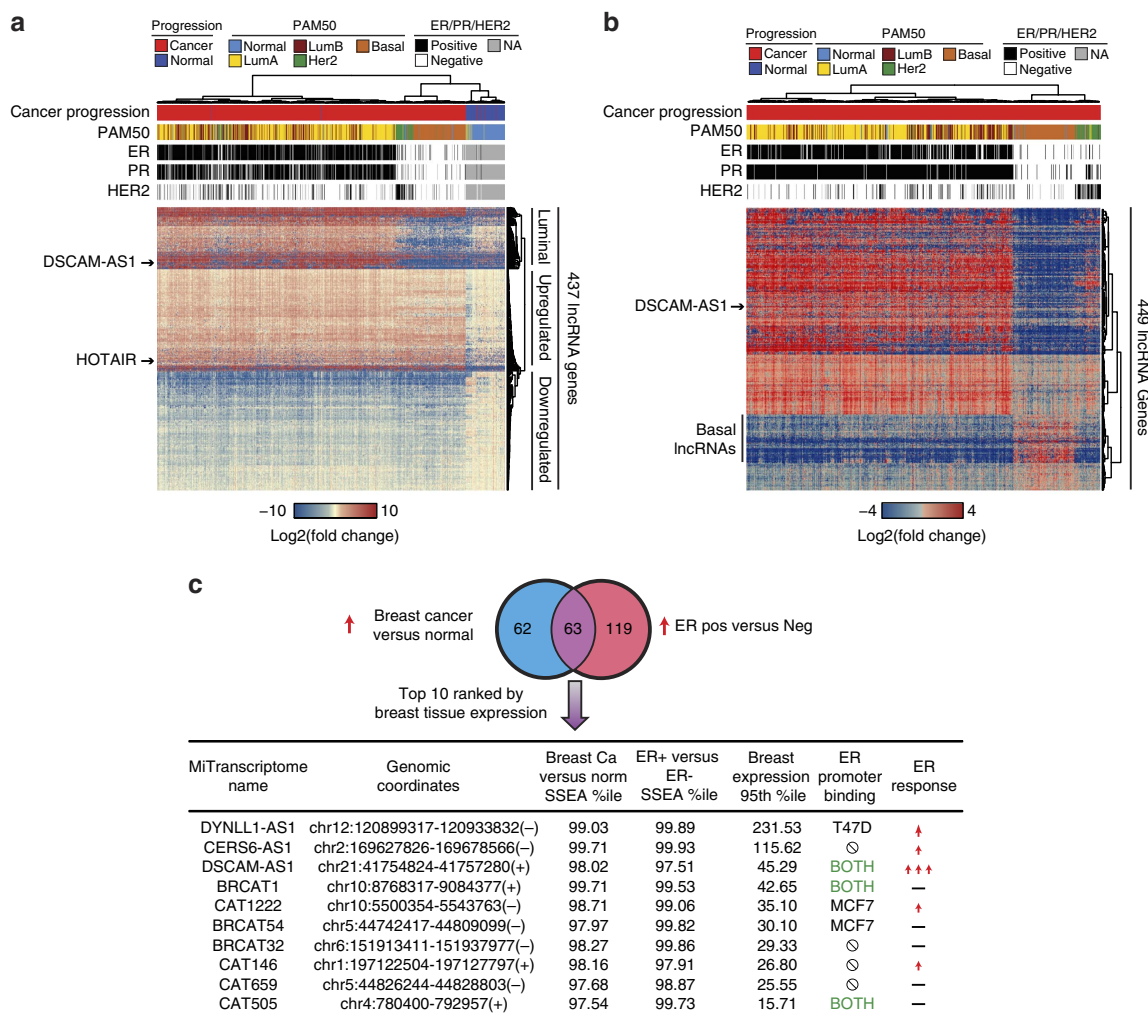 a
Progression PAM50 ER/PR/HER2
Cancer Normal LumB Basal Positive NA
Normal LumA Her2 Negative
Cancer progression
PAM50
ER
PR
HER2
DSCAM-AS1
HOTAIR
Luminal
Upregulated
Downregulated
437 lncRNA genes
−10 10
Log2(fold change)
b
Progression PAM50 ER/PR/HER2
Cancer Normal LumB Basal Positive NA
Normal LumA Her2 Negative
Cancer progression
PAM50
ER
PR
HER2
DSCAM-AS1
Basal
lncRNAs
449 lncRNA Genes
−4 4
Log2(fold change)
c
Breast cancer
versus normal
62 63 119
ER pos versus Neg
Top 10 ranked by
breast tissue expression
MiTranscriptome name Genomic coordinates Breast Ca versus norm SSEA %ile ER+ versus ER- SSEA %ile Breast expression 95th %ile ER promoter binding ER response
DYNLL1-AS1 chr12:120899317-120933832(−) 99.03 99.89 231.53 T47D ↑
CERS6-AS1 chr2:169627826-169678566(−) 99.71 99.93 115.62 ⦸ ↑
DSCAM-AS1 chr21:41754824-41757280(+) 98.02 97.51 45.29 BOTH ↑↑↑
BRCAT1 chr10:8768317-9084377(+) 99.71 99.53 42.65 BOTH –
CAT1222 chr10:5500354-5543763(−) 98.71 99.06 35.10 MCF7 ↑
BRCAT54 chr5:44742417-44809099(−) 97.97 99.82 30.10 MCF7 –
BRCAT32 chr6:151913411-151937977(−) 98.27 99.86 29.33 ⦸ –
CAT146 chr1:197122504-197127797(+) 98.16 97.91 26.80 ⦸ ↑
CAT659 chr5:44826244-44828803(−) 97.68 98.87 25.55 ⦸ –
CAT505 chr4:780400-792957(+) 97.54 99.73 15.71 BOTH –